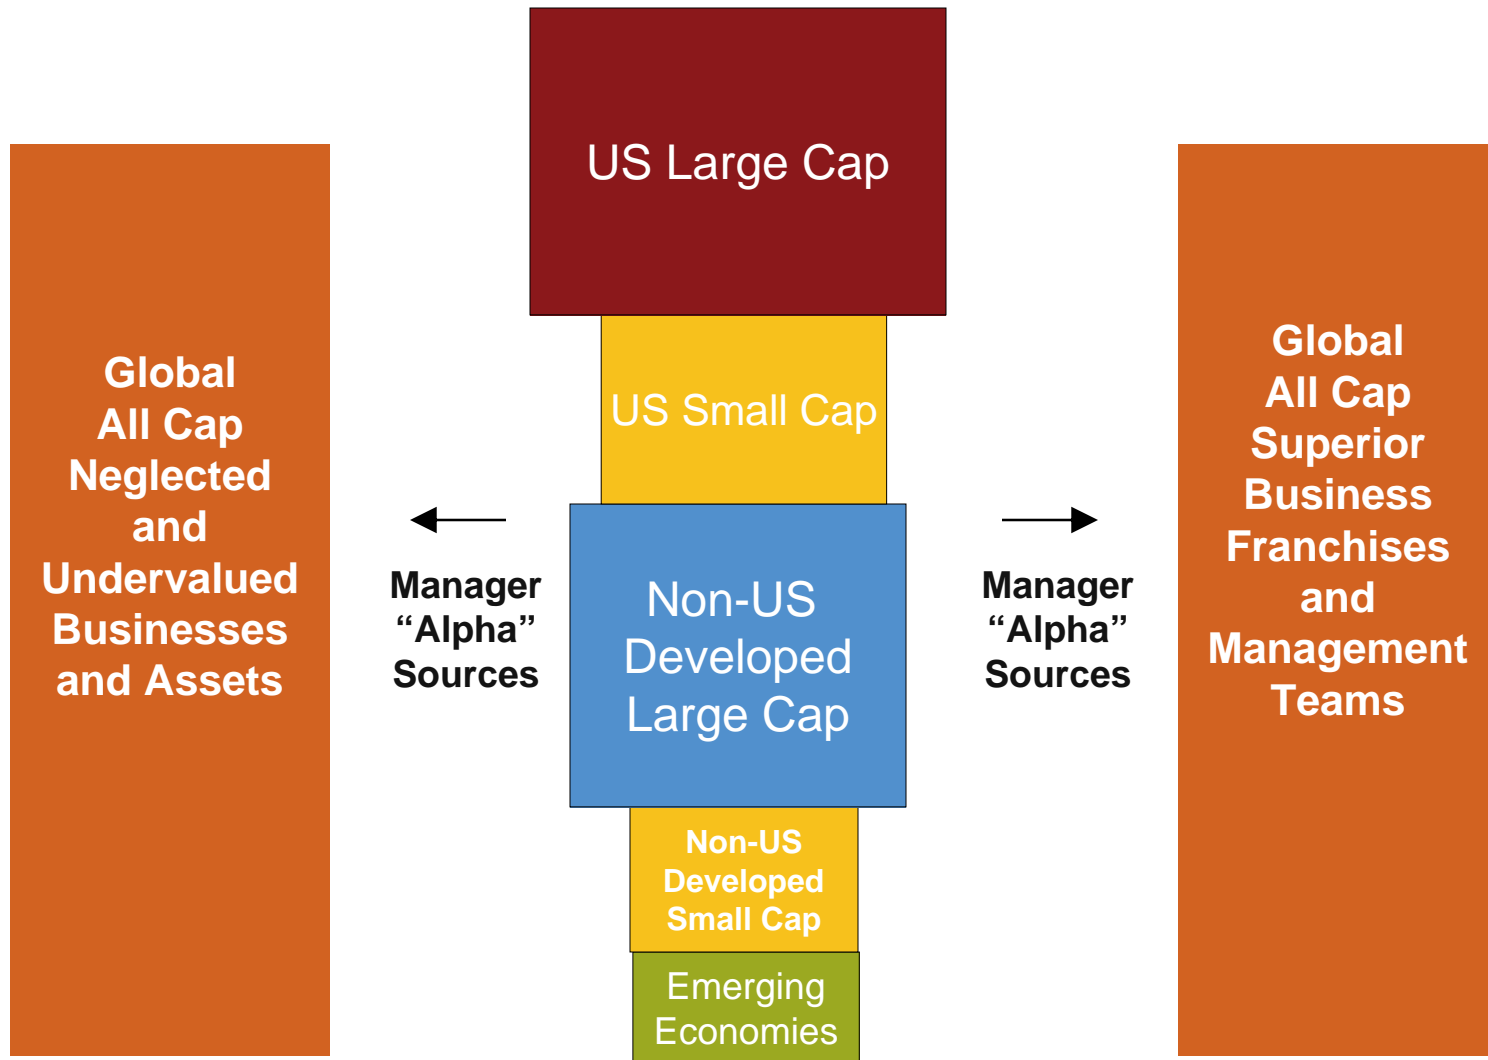 US Large Cap
US Small Cap
Non-US
Developed
Large Cap
Non-US
Developed
Small Cap
Emerging
Economies
Global
All Cap
Neglected
and
Undervalued
Businesses
and Assets
Manager
“Alpha”
Sources
Manager
“Alpha”
Sources
Global
All Cap
Superior
Business
Franchises
and
Management
Teams